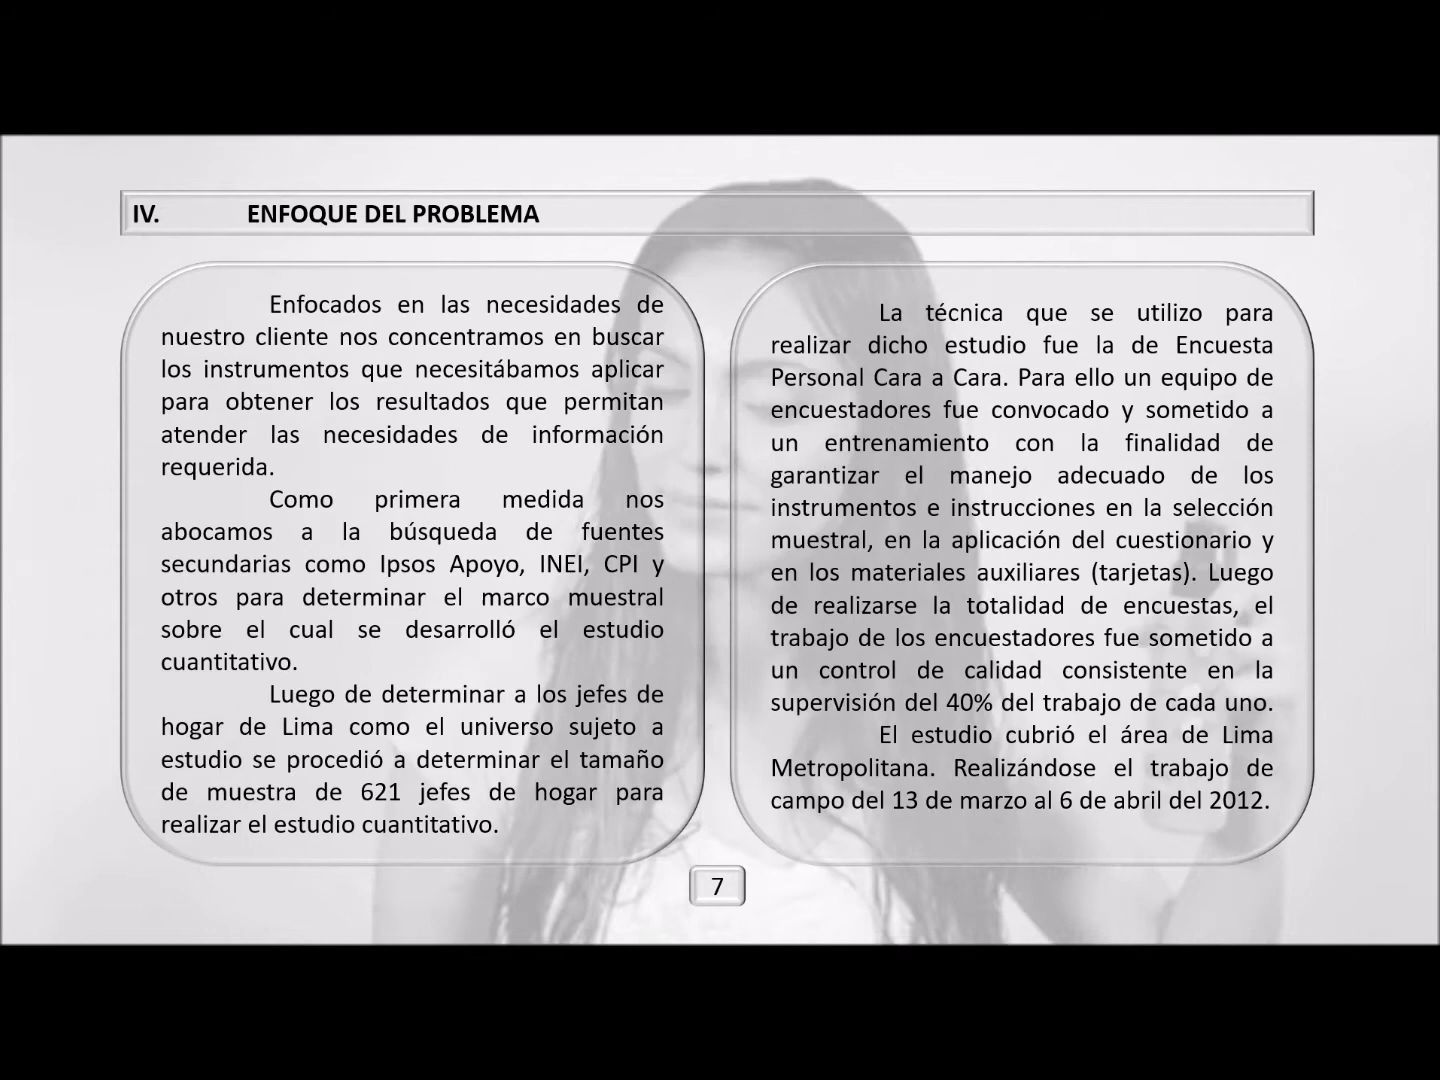 IV. ENFOQUE DEL PROBLEMA
Enfocados en las necesidades de
nuestro cliente nos concentramos en buscar
los instrumentos que necesitábamos aplicar
para obtener los resultados que permitan
atender las necesidades de información
requerida.
Como primera medida nos
abocamos a la búsqueda de fuentes
secundarias como Ipsos Apoyo, INEI, CPI y
otros para determinar el marco muestral
sobre el cual se desarrolló el estudio
cuantitativo.
Luego de determinar a los jefes de
hogar de Lima como el universo sujeto a
estudio se procedió a determinar el tamaño
de muestra de 621 jefes de hogar para
realizar el estudio cuantitativo.
La técnica que se utilizo para
realizar dicho estudio fue la de Encuesta
Personal Cara a Cara. Para ello un equipo de
encuestadores fue convocado y sometido a
un entrenamiento con la finalidad de
garantizar el manejo adecuado de los
instrumentos e instrucciones en la selección
muestral, en la aplicación del cuestionario y
en los materiales auxiliares (tarjetas). Luego
de realizarse la totalidad de encuestas, el
trabajo de los encuestadores fue sometido a
un control de calidad consistente en la
supervisión del 40% del trabajo de cada uno.
El estudio cubrió el área de Lima
Metropolitana. Realizándose el trabajo de
campo del 13 de marzo al 6 de abril del 2012.
7